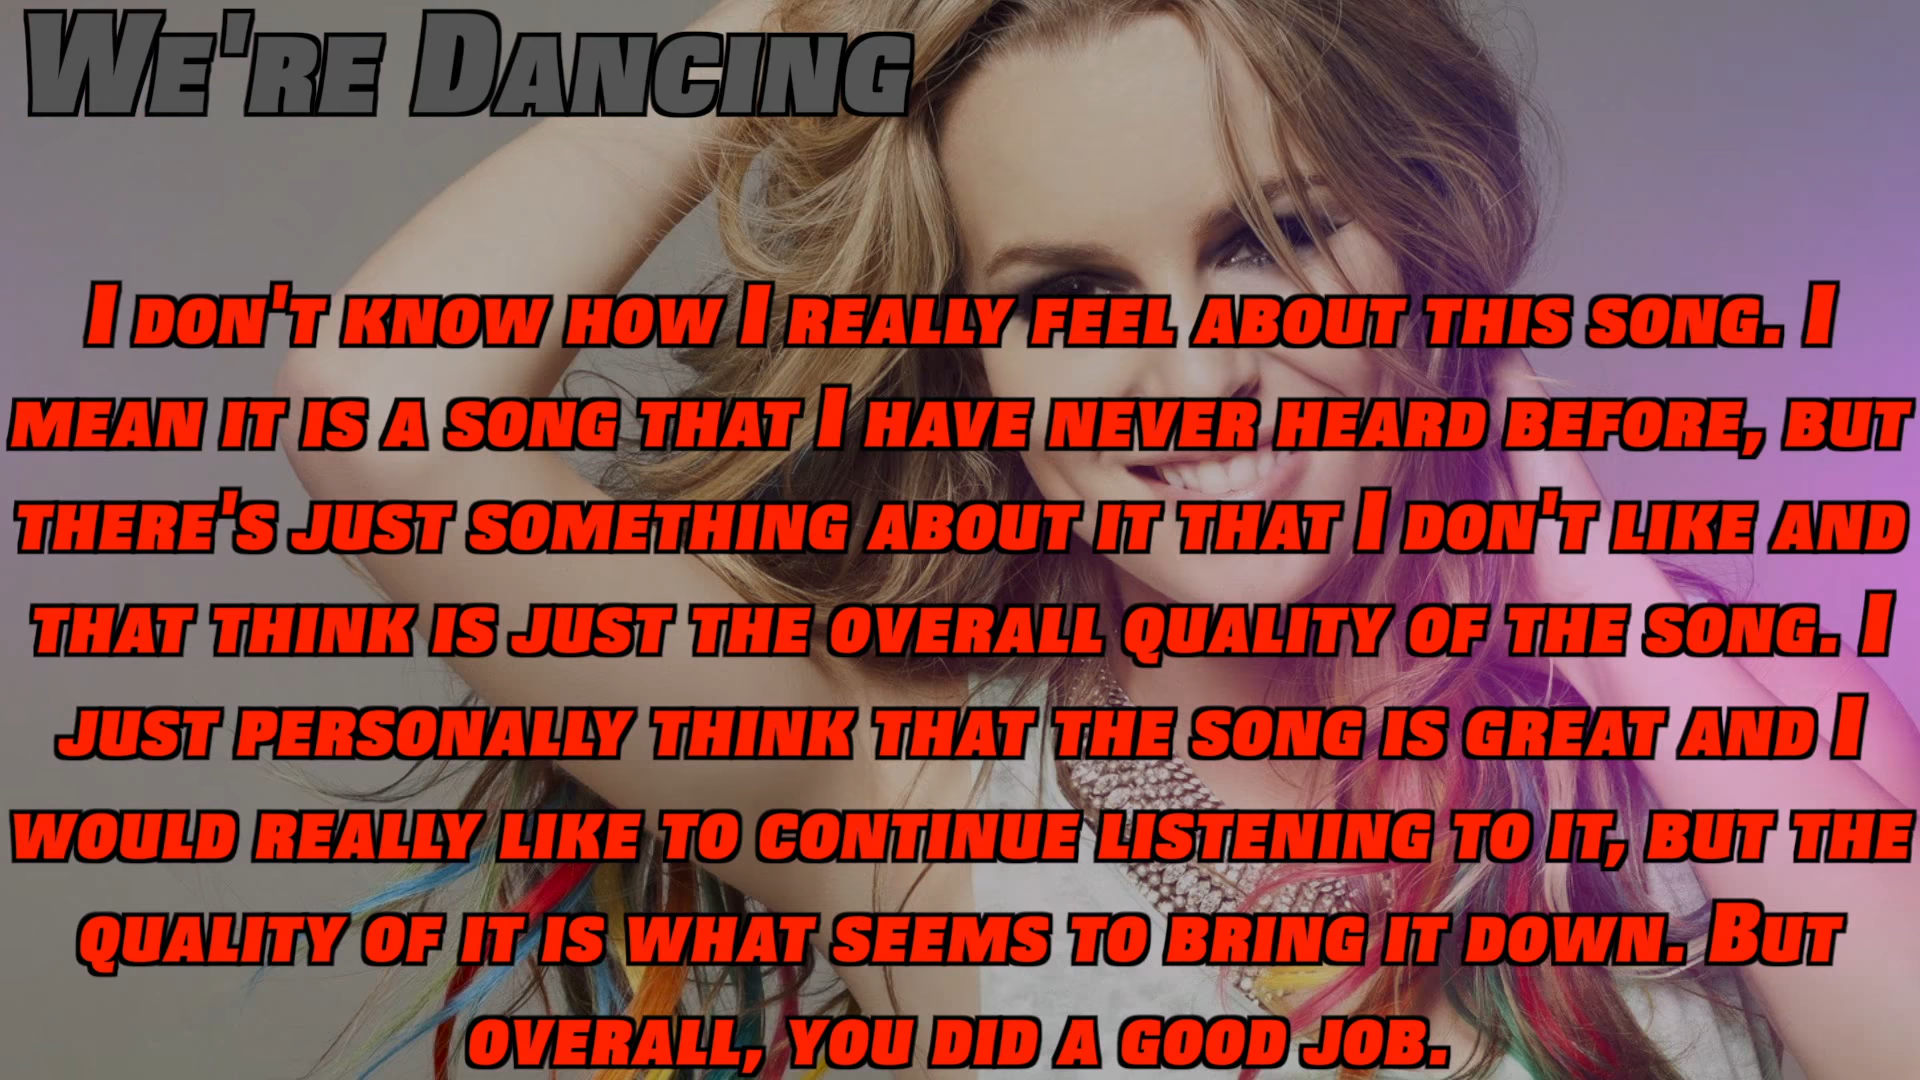 We're Dancing
I don't know how I really feel about this song. I
mean it is a song that I have never heard before, but
there's just something about it that I don't like and
that think is just the overall quality of the song. I
just personally think that the song is great and I
would really like to continue listening to it, but the
quality of it is what seems to bring it down. But
overall, you did a good job.